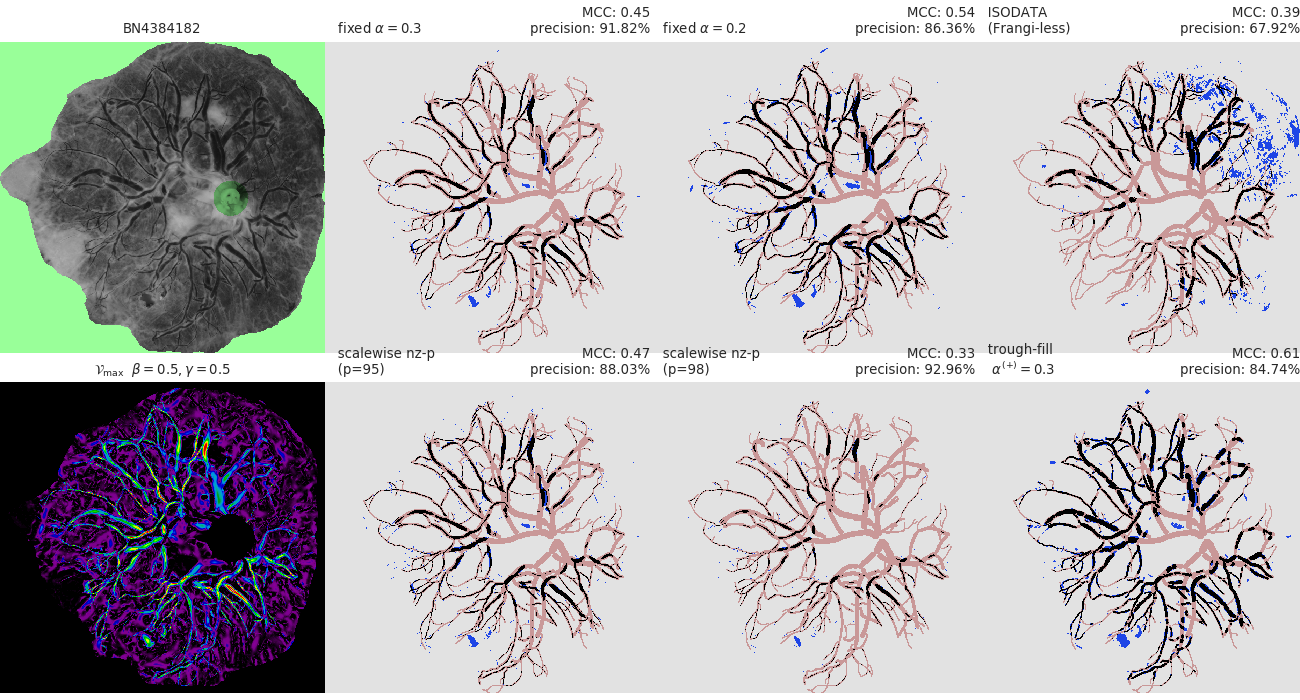 BN4384182
fixed α = 0.3
MCC: 0.45
precision: 91.82%
fixed α = 0.2
MCC: 0.54
precision: 86.36%
ISODATA
(Frangi-less)
MCC: 0.39
precision: 67.92%
𝒱max β = 0.5, γ = 0.5
scalewise nz-p
(p=95)
MCC: 0.47
precision: 88.03%
scalewise nz-p
(p=98)
MCC: 0.33
precision: 92.96%
trough-fill
α(+) = 0.3
MCC: 0.61
precision: 84.74%